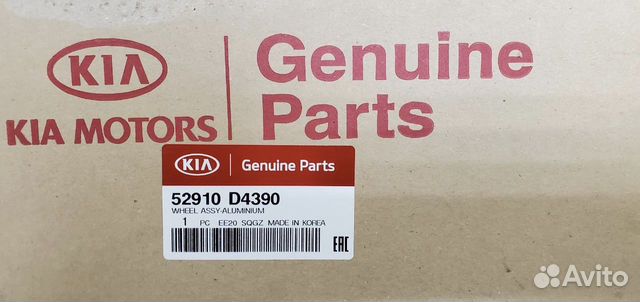 KIA
KIA MOTORS
Genuine
Parts
KIA Genuine Parts
52910 D4390
WHEEL ASSY-ALUMINIUM
1 PC EE20 SQGZ MADE IN KOREA
EAC
Avito